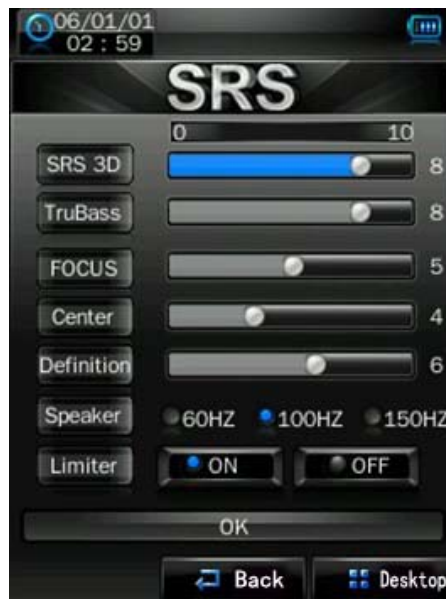 06/01/01
02 : 59
SRS
0 10
SRS 3D 8
TruBass 8
FOCUS 5
Center 4
Definition 6
Speaker 60HZ 100HZ 150HZ
Limiter ON OFF
OK
Back Desktop